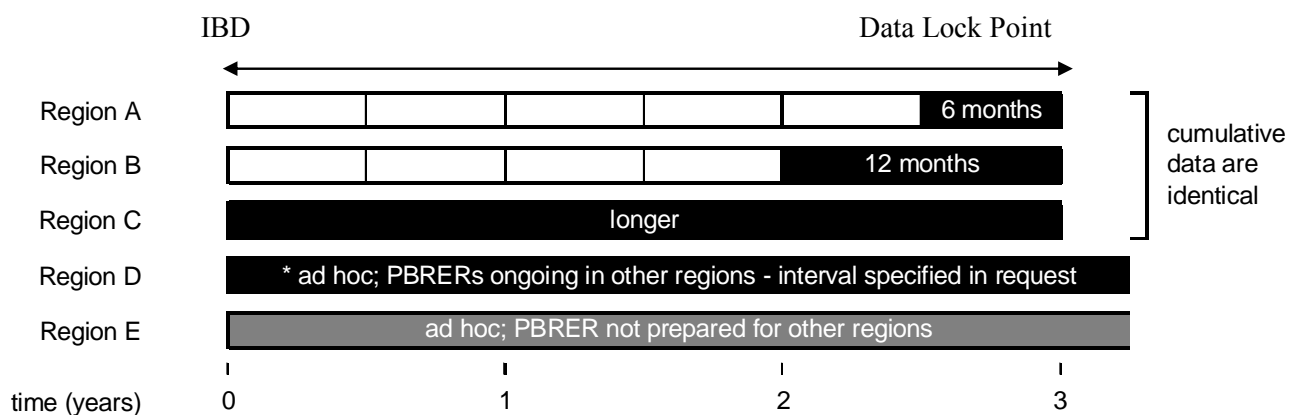 IBD Data Lock Point
Region A 6 months
Region B 12 months
Region C longer
cumulative
data are
identical
Region D * ad hoc; PBRERs ongoing in other regions - interval specified in request
Region E ad hoc; PBRER not prepared for other regions
time (years) 0 1 2 3